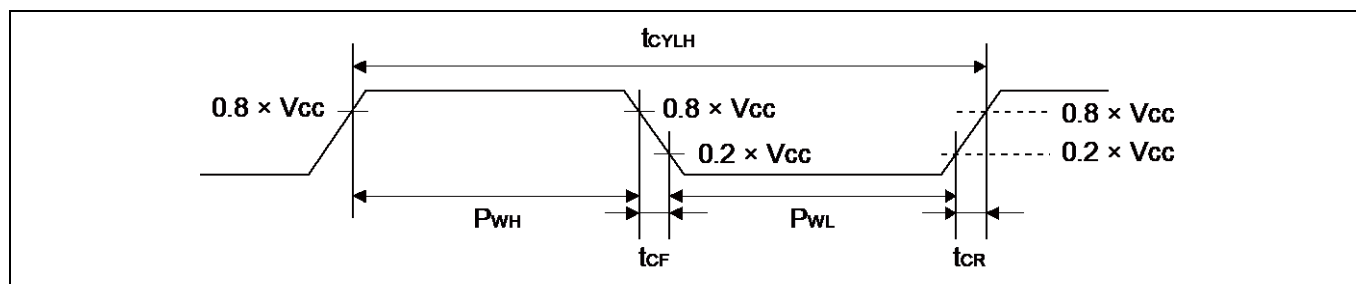 tCYLH
0.8 × Vcc
0.8 × Vcc
0.8 × Vcc
0.2 × Vcc
0.2 × Vcc
PWH
PWL
tCF
tCR